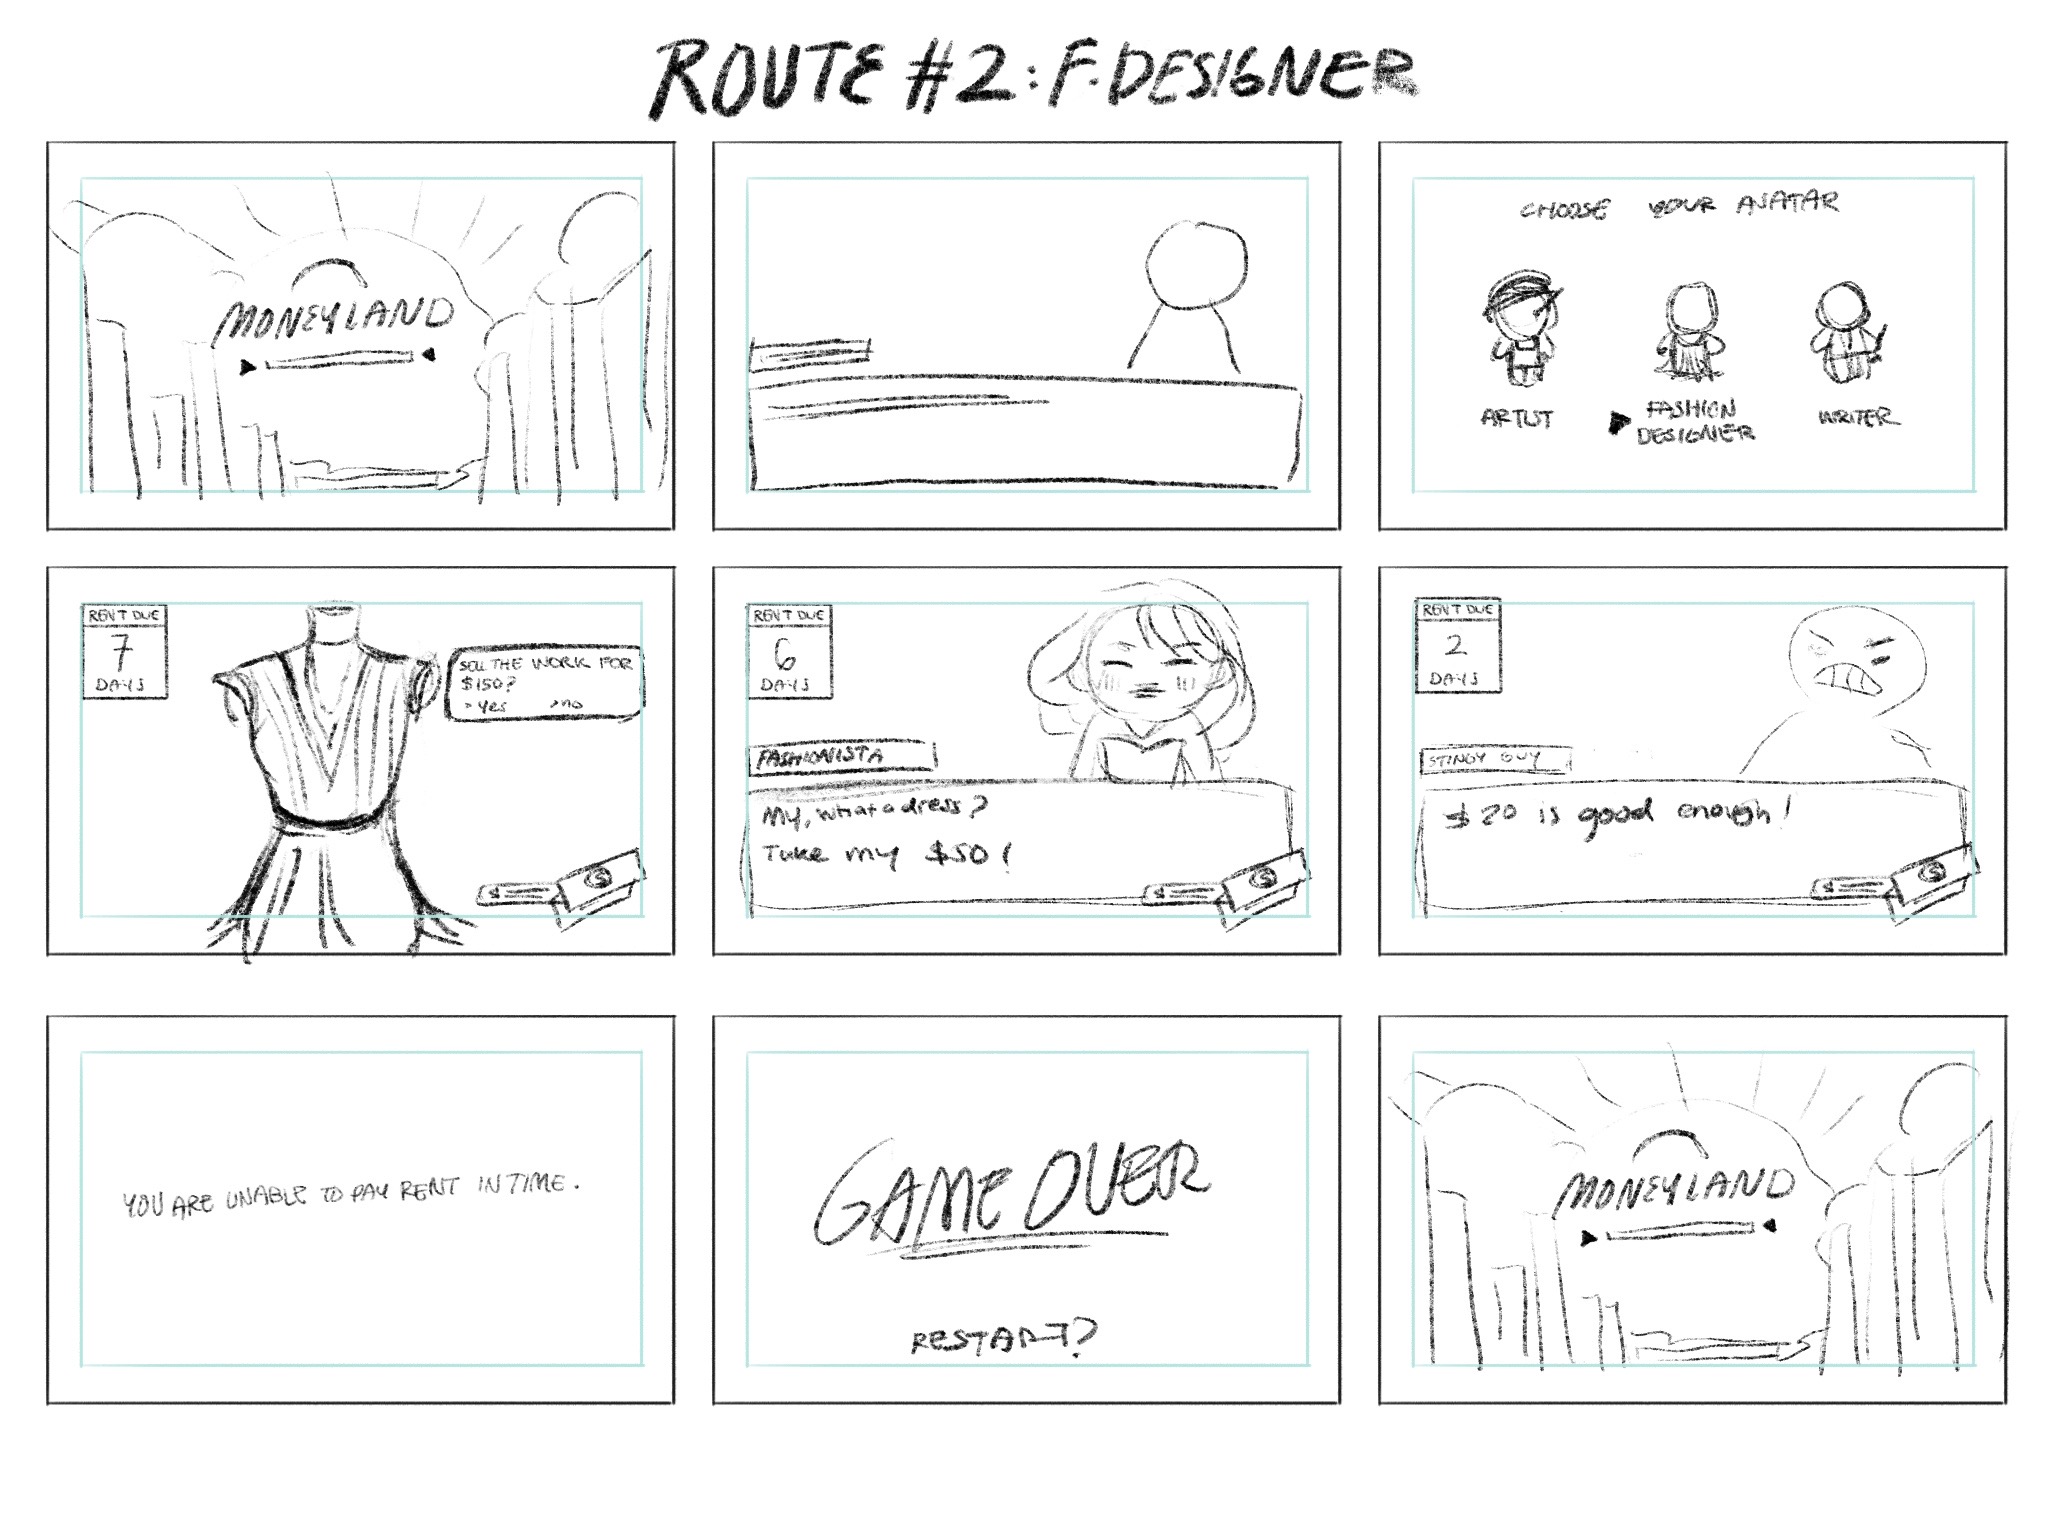 ROUTE #2: F. DESIGNER
MONEYLAND
CHOOSE YOUR AVATAR
ARTIST
FASHION
DESIGNER
WRITER
RENT DUE
7
DAYS
SELL THE WORK FOR
$150?
> yes >no
$
$
RENT DUE
6
DAYS
FASHIONISTA
My, what a dress?
Take my $50!
$
$
RENT DUE
2
DAYS
STINGY GUY
$20 is good enough!
$
$
YOU ARE UNABLE TO PAY RENT IN TIME.
GAME OVER
RESTART?
MONEYLAND